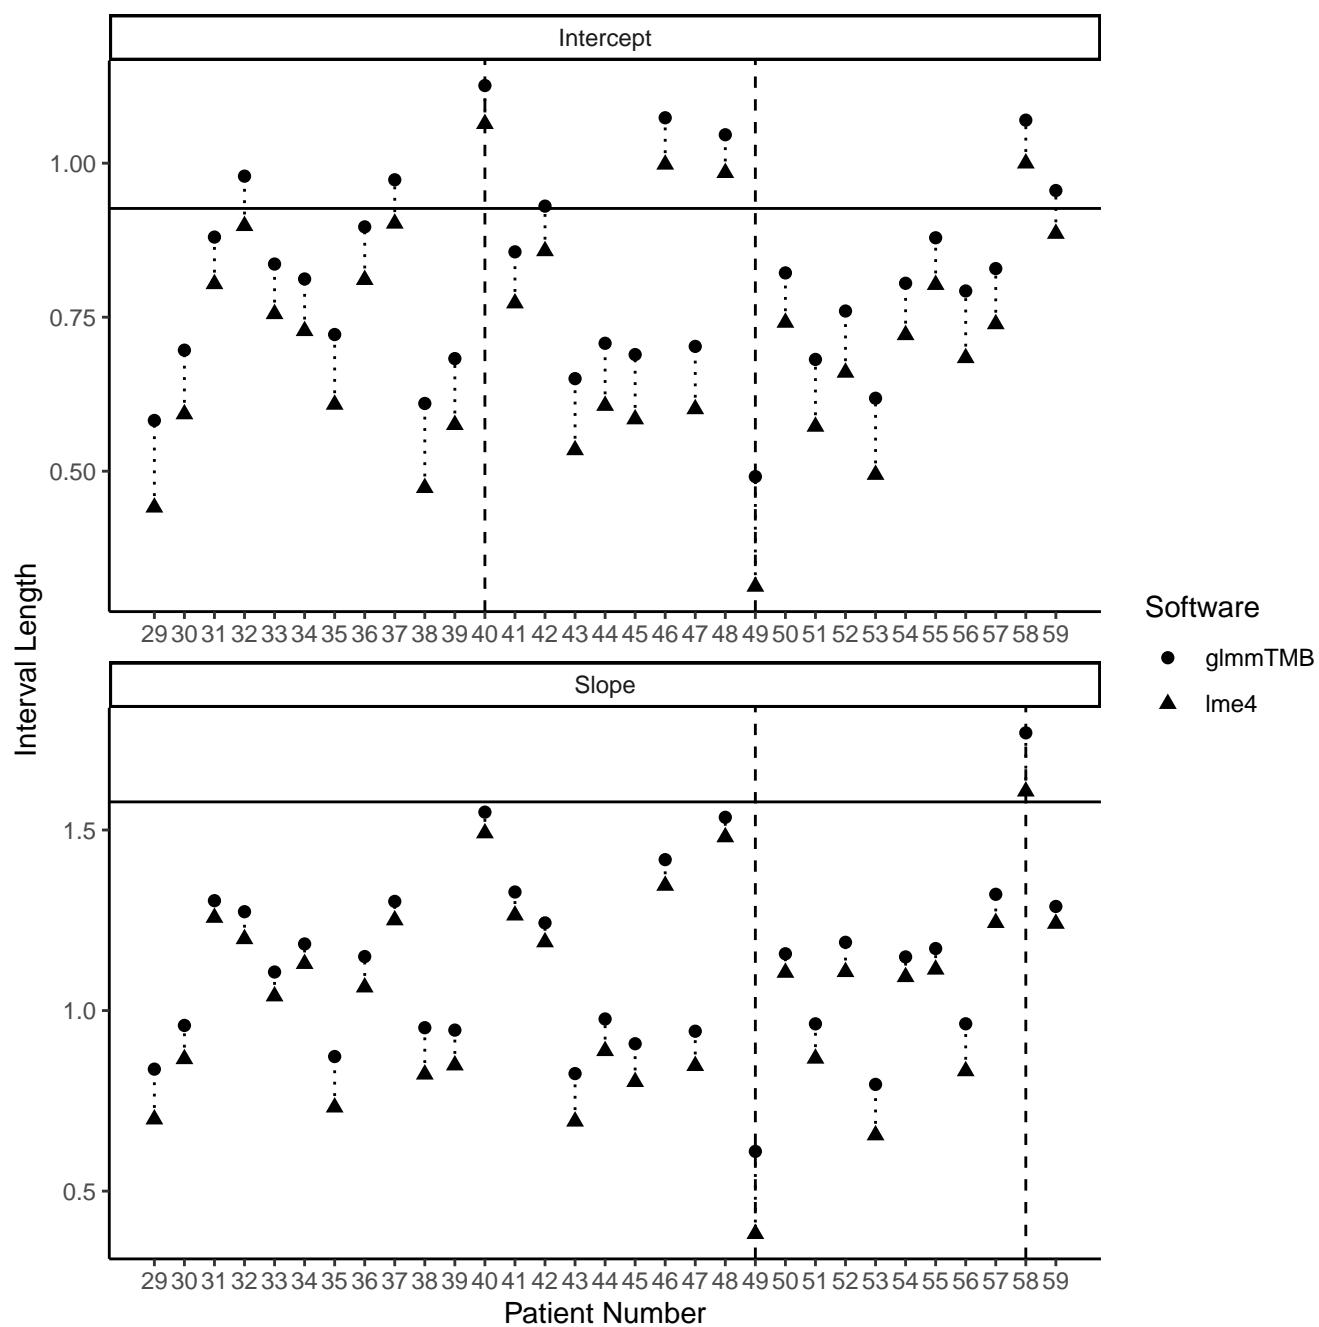 Intercept
1.00
0.75
0.50
29 30 31 32 33 34 35 36 37 38 39 40 41 42 43 44 45 46 47 48 49 50 51 52 53 54 55 56 57 58 59
Interval Length
Software
glmmTMB
lme4
Slope
1.5
1.0
0.5
29 30 31 32 33 34 35 36 37 38 39 40 41 42 43 44 45 46 47 48 49 50 51 52 53 54 55 56 57 58 59
Patient Number